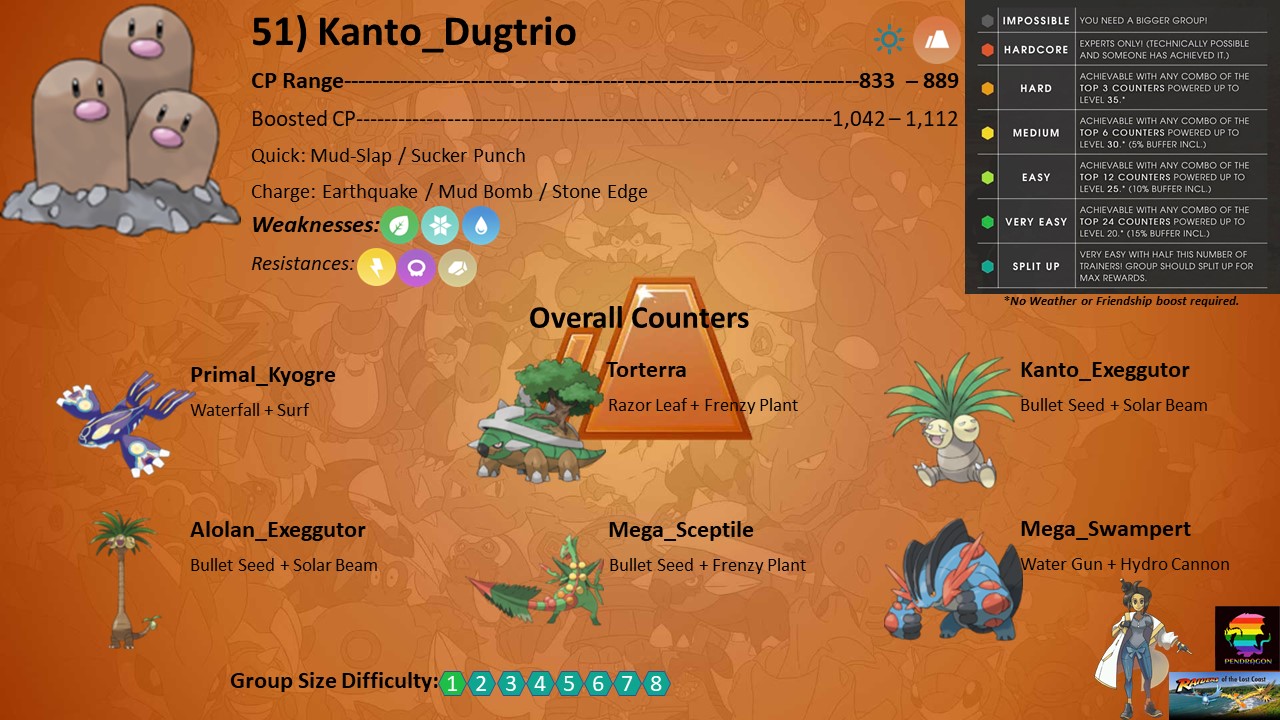 51) Kanto_Dugtrio
CP Range------------------------------------------------------------------833 – 889
Boosted CP-------------------------------------------------------------1,042 – 1,112
Quick: Mud-Slap / Sucker Punch
Charge: Earthquake / Mud Bomb / Stone Edge
Weaknesses:
Resistances:
IMPOSSIBLE YOU NEED A BIGGER GROUP!
HARDCORE EXPERTS ONLY! (TECHNICALLY POSSIBLE
AND SOMEONE HAS ACHIEVED IT.)
HARD ACHIEVABLE WITH ANY COMBO OF THE
TOP 3 COUNTERS POWERED UP TO
LEVEL 35.*
MEDIUM ACHIEVABLE WITH ANY COMBO OF THE
TOP 6 COUNTERS POWERED UP TO
LEVEL 30.* (5% BUFFER INCL.)
EASY ACHIEVABLE WITH ANY COMBO OF THE
TOP 12 COUNTERS POWERED UP TO
LEVEL 25.* (10% BUFFER INCL.)
VERY EASY ACHIEVABLE WITH ANY COMBO OF THE
TOP 24 COUNTERS POWERED UP TO
LEVEL 20.* (15% BUFFER INCL.)
SPLIT UP VERY EASY WITH HALF THIS NUMBER OF
TRAINERS! GROUP SHOULD SPLIT UP FOR
MAX REWARDS.
*No Weather or Friendship boost required.
Overall Counters
Primal_Kyogre
Waterfall + Surf
Torterra
Razor Leaf + Frenzy Plant
Kanto_Exeggutor
Bullet Seed + Solar Beam
Alolan_Exeggutor
Bullet Seed + Solar Beam
Mega_Sceptile
Bullet Seed + Frenzy Plant
Mega_Swampert
Water Gun + Hydro Cannon
Group Size Difficulty: 1 2 3 4 5 6 7 8
PENDRAGON
RAIDERS of the Lost Coast